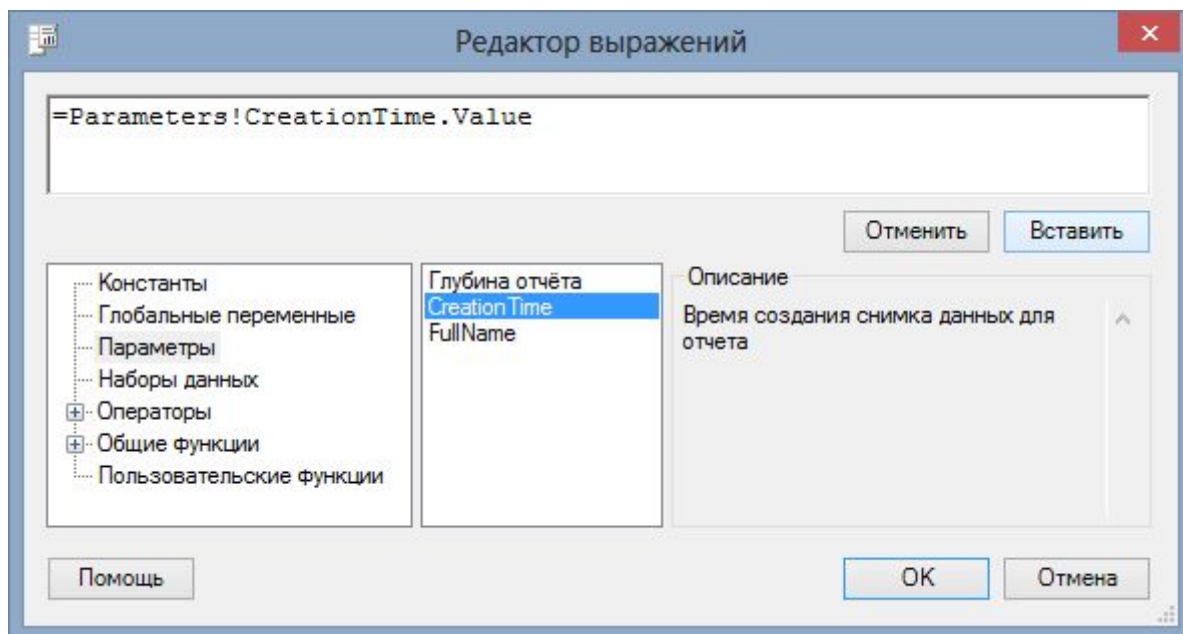 Редактор выражений
=Parameters!CreationTime.Value
Отменить
Вставить
Константы
Глобальные переменные
Параметры
Наборы данных
Операторы
Общие функции
Пользовательские функции
Глубина отчёта
CreationTime
FullName
Описание
Время создания снимка данных для
отчета
Помощь
OK
Отмена